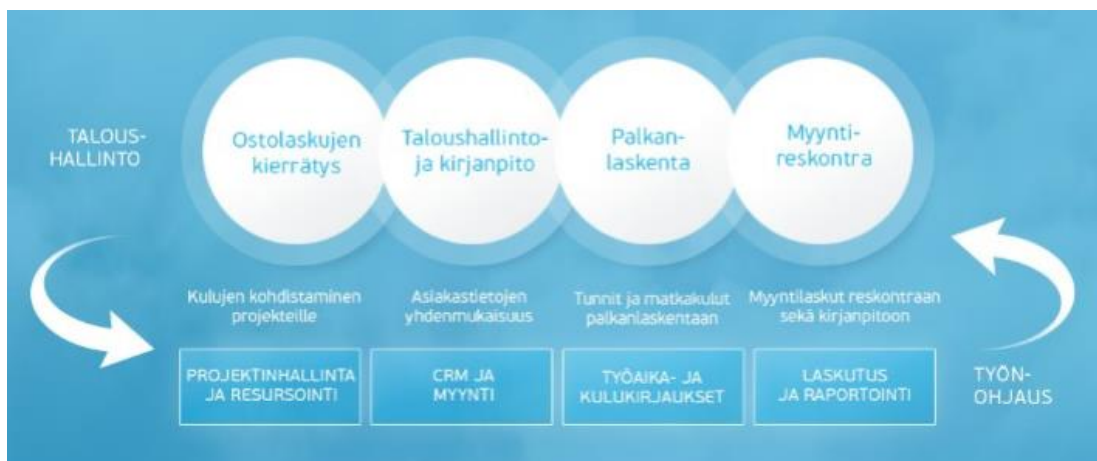 TALOUS-
HALLINTO
Ostolaskujen
kierrätys
Taloushallinto-
ja kirjanpito
Palkan-
laskenta
Myynti-
reskontra
Kulujen kohdistaminen
projekteille
Asiakastietojen
yhdenmukaisuus
Tunnit ja matkakulut
palkanlaskentaan
Myyntilaskut reskontraan
sekä kirjanpitoon
PROJEKTINHALLINTA
JA RESURSOINTI
CRM JA
MYYNTI
TYÖAIKA- JA
KULUKIRJAUKSET
LASKUTUS
JA RAPORTOINTI
TYÖN-
OHJAUS